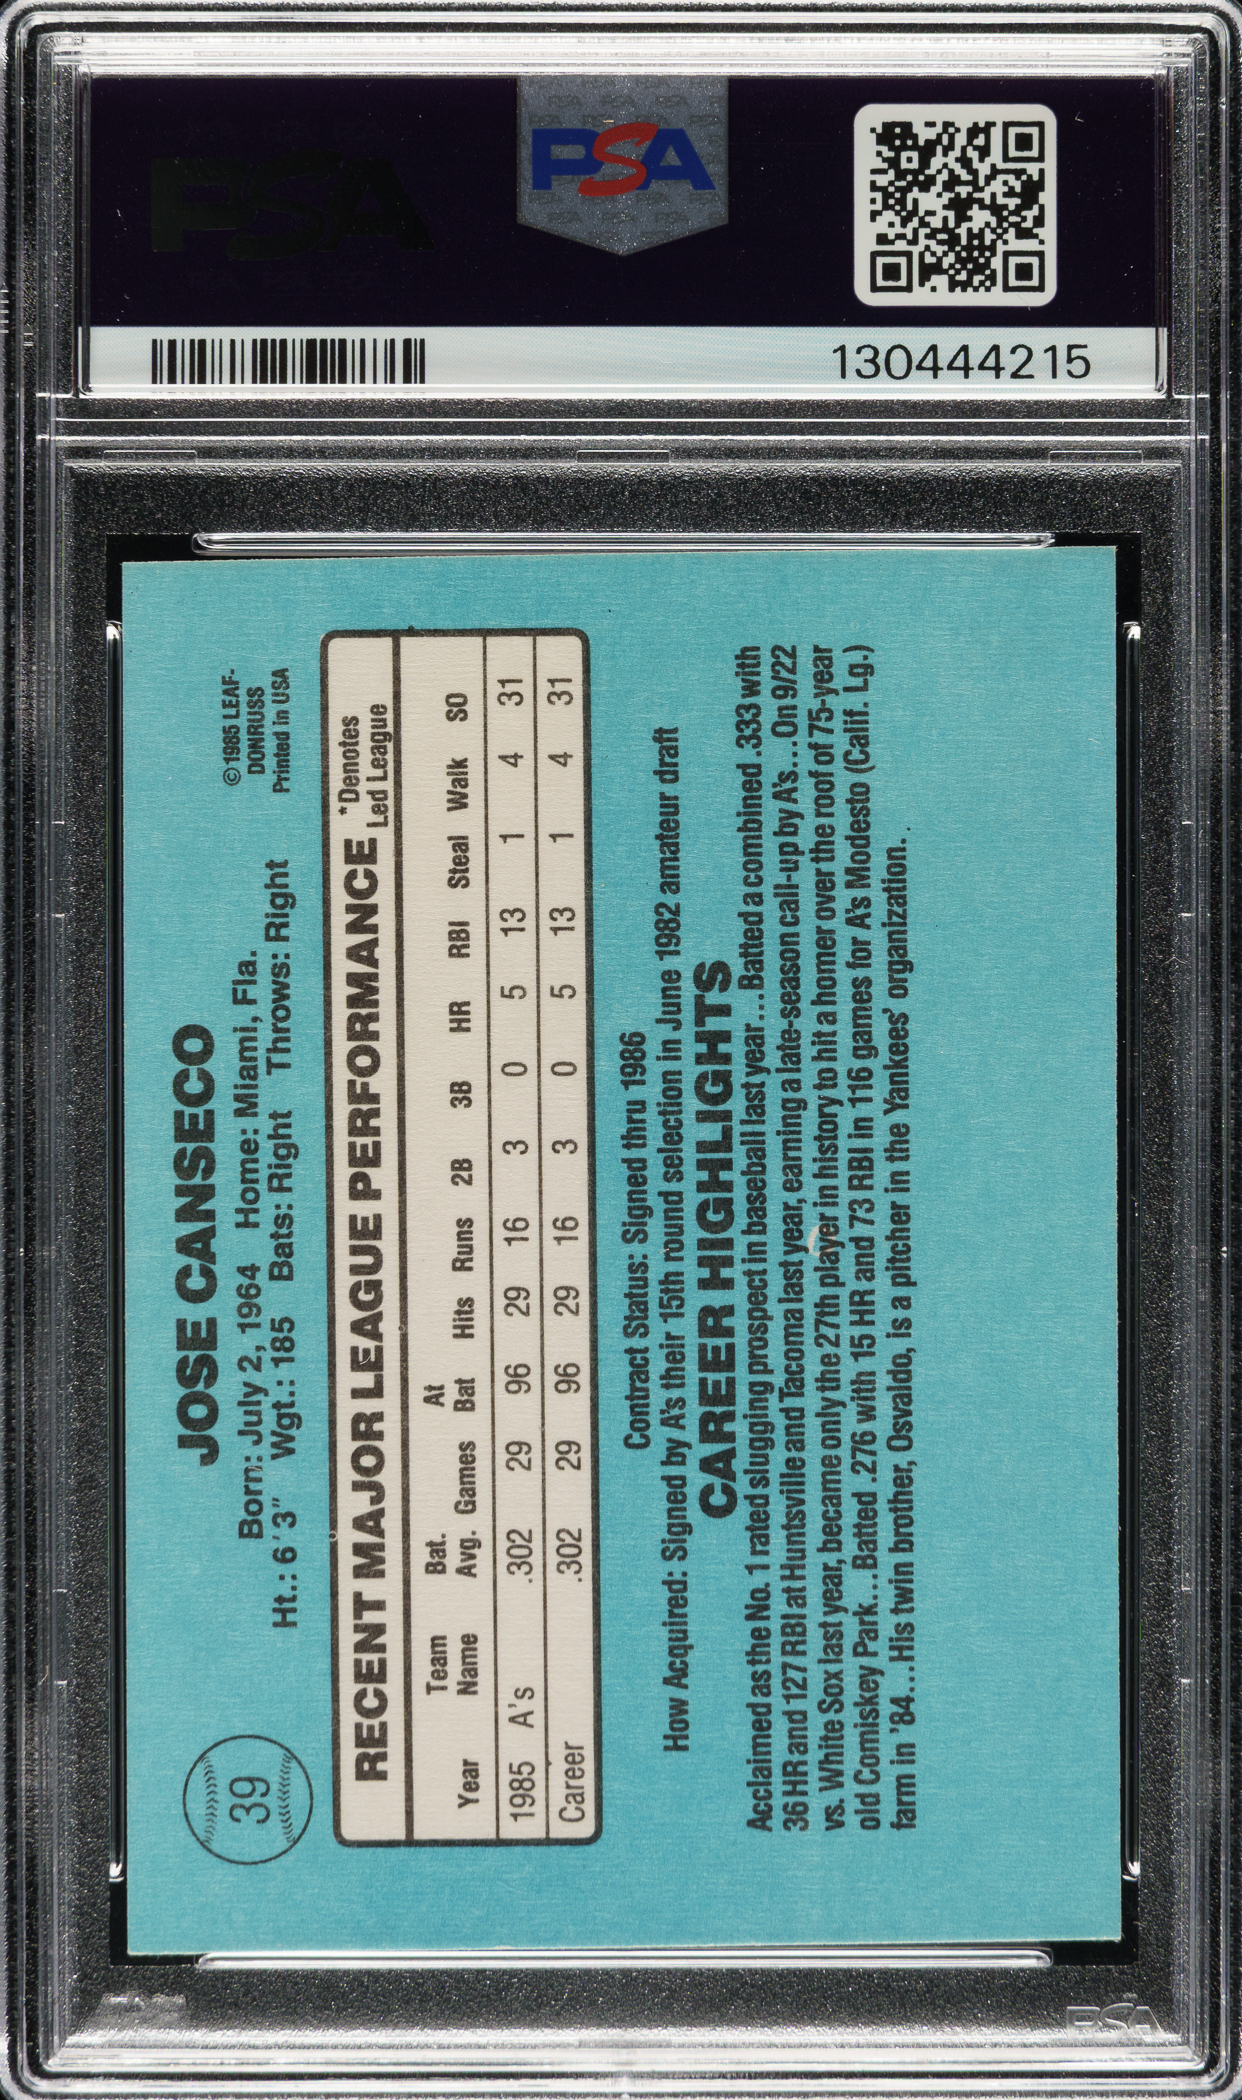 PSA
PSA
130444215
39
JOSE CANSECO
Born: July 2, 1964 Home: Miami, Fla.
Ht.: 6'3" Wgt.: 185 Bats: Right Throws: Right
©1985 LEAF-
DONRUSS
Printed in USA
RECENT MAJOR LEAGUE PERFORMANCE *Denotes
Led League
Year Team Name Bat. Avg. Games At Bat Hits Runs 2B 3B HR RBI Steal Walk SO
1985 A's .302 29 96 29 16 3 0 5 13 1 4 31
Career .302 29 96 29 16 3 0 5 13 1 4 31
Contract Status: Signed thru 1986
How Acquired: Signed by A's their 15th round selection in June 1982 amateur draft
CAREER HIGHLIGHTS
Acclaimed as the No. 1 rated slugging prospect in baseball last year...Batted a combined .333 with
36 HR and 127 RBI at Huntsville and Tacoma last year, earning a late-season call-up by A's...On 9/22
vs. White Sox last year, became only the 27th player in history to hit a homer over the roof of 75-year
old Comiskey Park...Batted .276 with 15 HR and 73 RBI in 116 games for A's Modesto (Calif. Lg.)
farm in '84...His twin brother, Osvaldo, is a pitcher in the Yankees' organization.
PSA